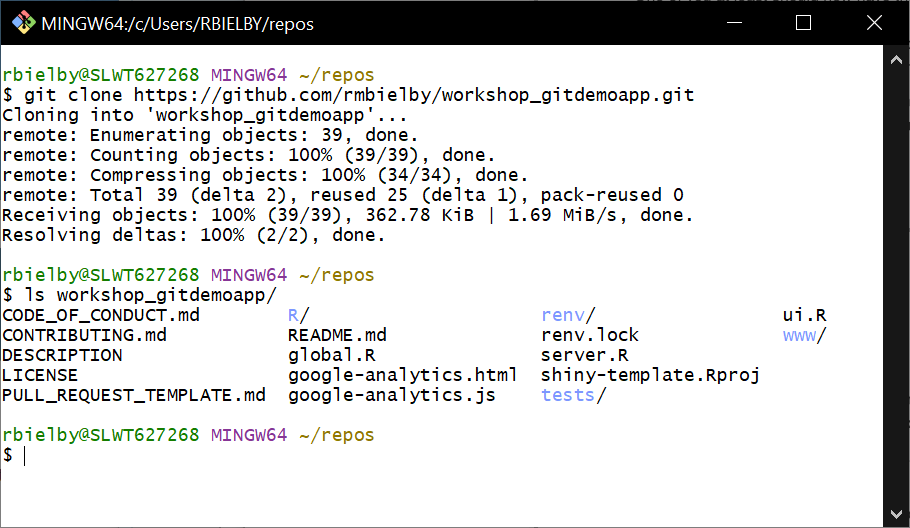 MINGW64:/c/Users/RBIELBY/repos
rbielby@SLWT627268 MINGW64 ~/repos
$ git clone https://github.com/rmbielby/workshop_gitdemoapp.git
Cloning into 'workshop_gitdemoapp'...
remote: Enumerating objects: 39, done.
remote: Counting objects: 100% (39/39), done.
remote: Compressing objects: 100% (34/34), done.
remote: Total 39 (delta 2), reused 25 (delta 1), pack-reused 0
Receiving objects: 100% (39/39), 362.78 KiB | 1.69 MiB/s, done.
Resolving deltas: 100% (2/2), done.
rbielby@SLWT627268 MINGW64 ~/repos
$ ls workshop_gitdemoapp/
CODE_OF_CONDUCT.md        R/                     renv/                 ui.R
CONTRIBUTING.md           README.md              renv.lock             www/
DESCRIPTION               global.R               server.R
LICENSE                   google-analytics.html  shiny-template.Rproj
PULL_REQUEST_TEMPLATE.md  google-analytics.js    tests/
rbielby@SLWT627268 MINGW64 ~/repos
$